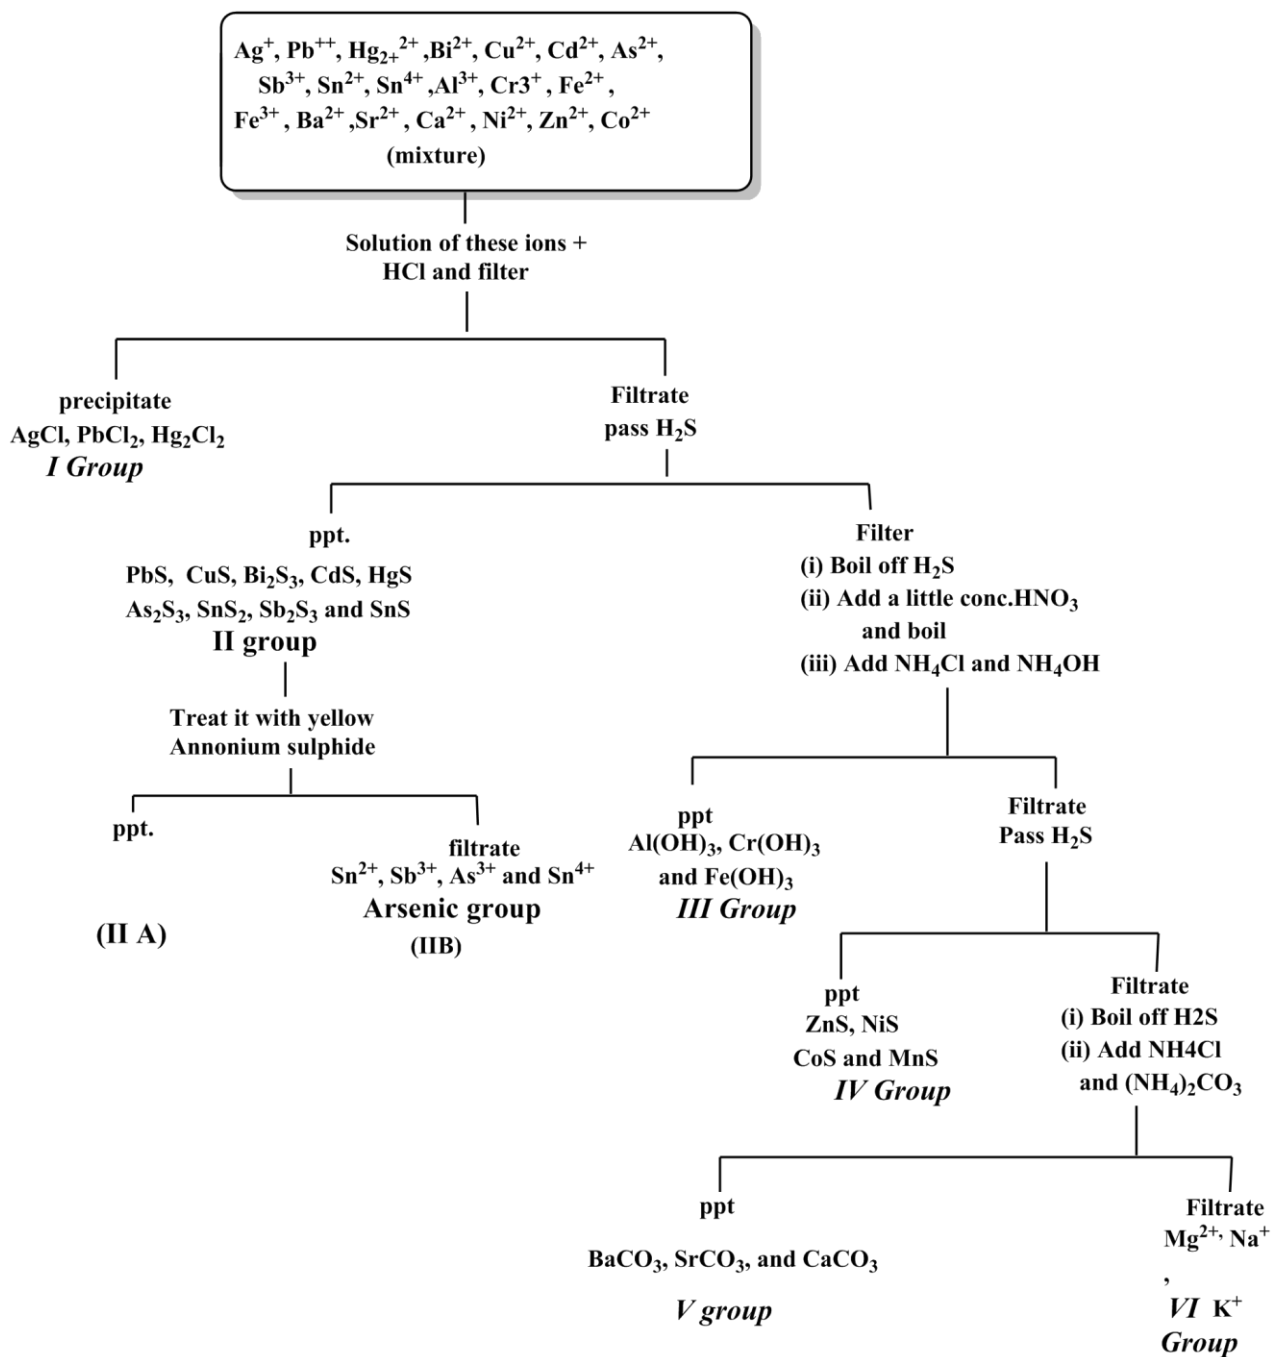 Ag⁺, Pb⁺⁺, Hg₂₊²⁺ ,Bi²⁺, Cu²⁺, Cd²⁺, As²⁺,
Sb³⁺, Sn²⁺, Sn⁴⁺ ,Al³⁺, Cr3⁺ , Fe²⁺ ,
Fe³⁺ , Ba²⁺ ,Sr²⁺ , Ca²⁺ , Ni²⁺, Zn²⁺, Co²⁺
(mixture)
Solution of these ions +
HCl and filter
precipitate
AgCl, PbCl₂, Hg₂Cl₂
I Group
Filtrate
pass H₂S
ppt.
PbS, CuS, Bi₂S₃, CdS, HgS
As₂S₃, SnS₂, Sb₂S₃ and SnS
II group
Treat it with yellow
Annonium sulphide
ppt.
(II A)
filtrate
Sn²⁺, Sb³⁺, As³⁺ and Sn⁴⁺
Arsenic group
(IIB)
Filter
(i) Boil off H₂S
(ii) Add a little conc.HNO₃
and boil
(iii) Add NH₄Cl and NH₄OH
ppt
Al(OH)₃, Cr(OH)₃
and Fe(OH)₃
III Group
Filtrate
Pass H₂S
ppt
ZnS, NiS
CoS and MnS
IV Group
Filtrate
(i) Boil off H2S
(ii) Add NH4Cl
and (NH₄)₂CO₃
ppt
BaCO₃, SrCO₃, and CaCO₃
V group
Filtrate
Mg²⁺, Na⁺
,
VI K⁺
Group